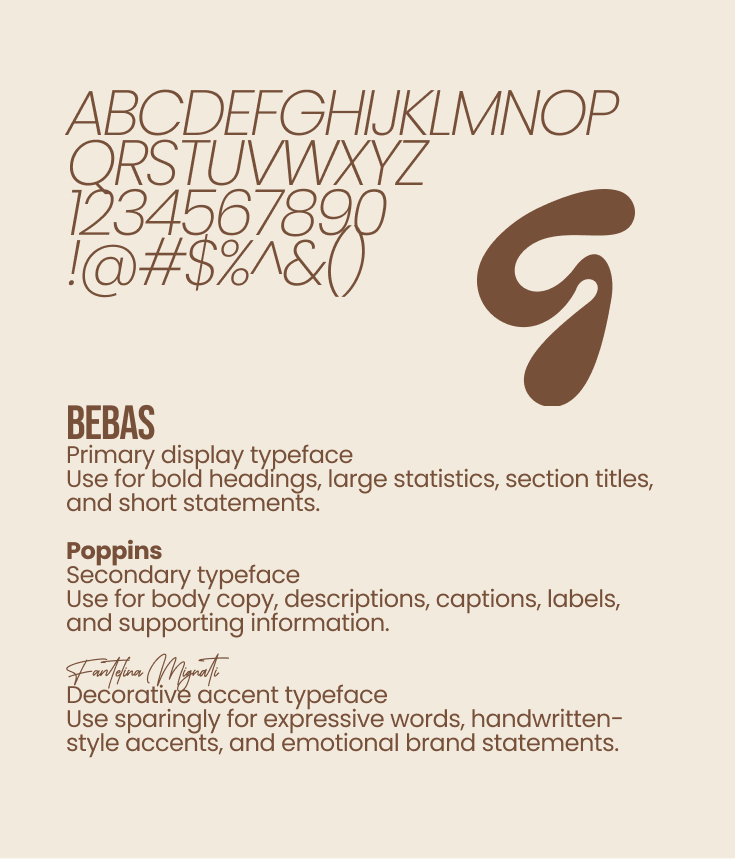 ABCDEFGHIJKLMNOP
QRSTUVWXYZ
1234567890
!@#$%^&()
BEBAS
Primary display typeface
Use for bold headings, large statistics, section titles,
and short statements.
Poppins
Secondary typeface
Use for body copy, descriptions, captions, labels,
and supporting information.
Fantelina Mignati
Decorative accent typeface
Use sparingly for expressive words, handwritten-
style accents, and emotional brand statements.